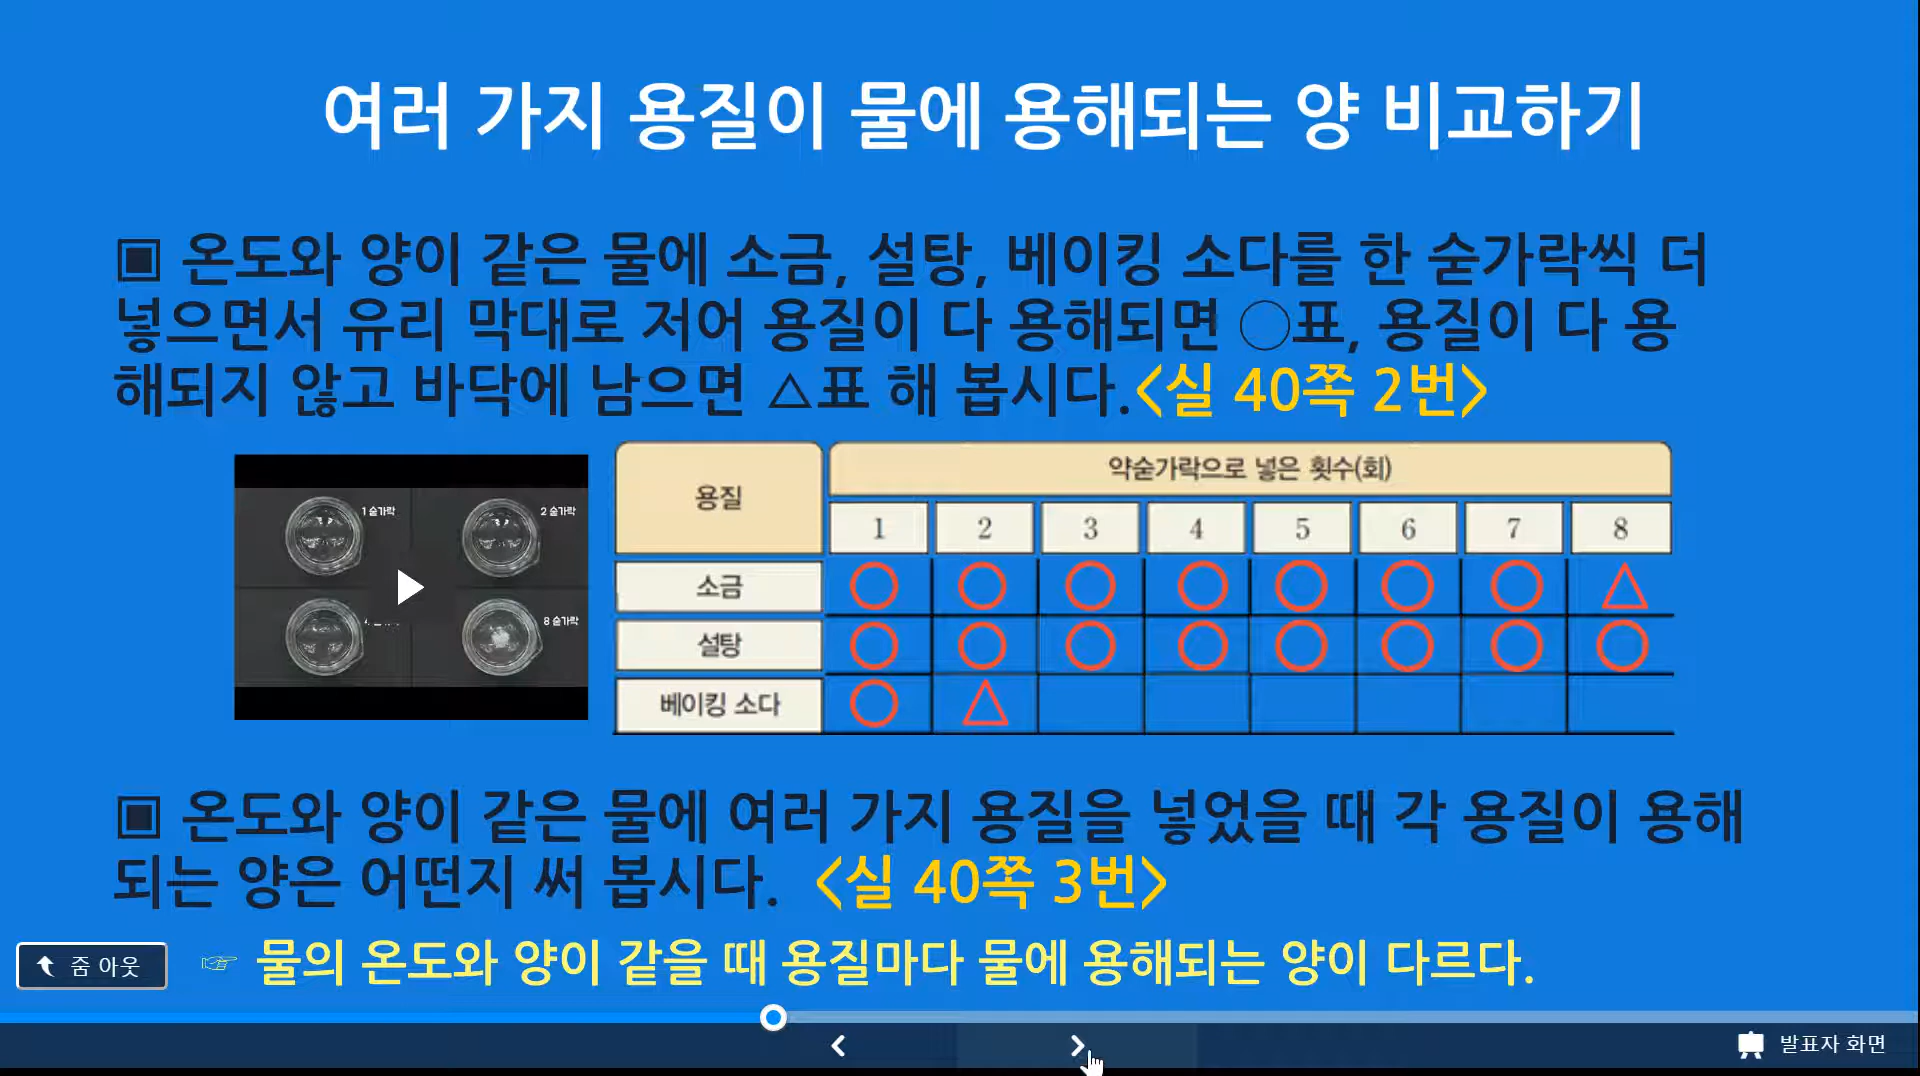 여러 가지 용질이 물에 용해되는 양 비교하기
▣ 온도와 양이 같은 물에 소금, 설탕, 베이킹 소다를 한 숟가락씩 더
넣으면서 유리 막대로 저어 용질이 다 용해되면 ○표, 용질이 다 용
해되지 않고 바닥에 남으면 △표 해 봅시다.<실 40쪽 2번>
1 숟가락
2 숟가락
8 숟가락
용질
약숟가락으로 넣은 횟수(회)
1 2 3 4 5 6 7 8
소금 ○ ○ ○ ○ ○ ○ ○ △
설탕 ○ ○ ○ ○ ○ ○ ○ ○
베이킹 소다 ○ △
▣ 온도와 양이 같은 물에 여러 가지 용질을 넣었을 때 각 용질이 용해
되는 양은 어떤지 써 봅시다. <실 40쪽 3번>
☞ 물의 온도와 양이 같을 때 용질마다 물에 용해되는 양이 다르다.
줌 아웃
발표자 화면